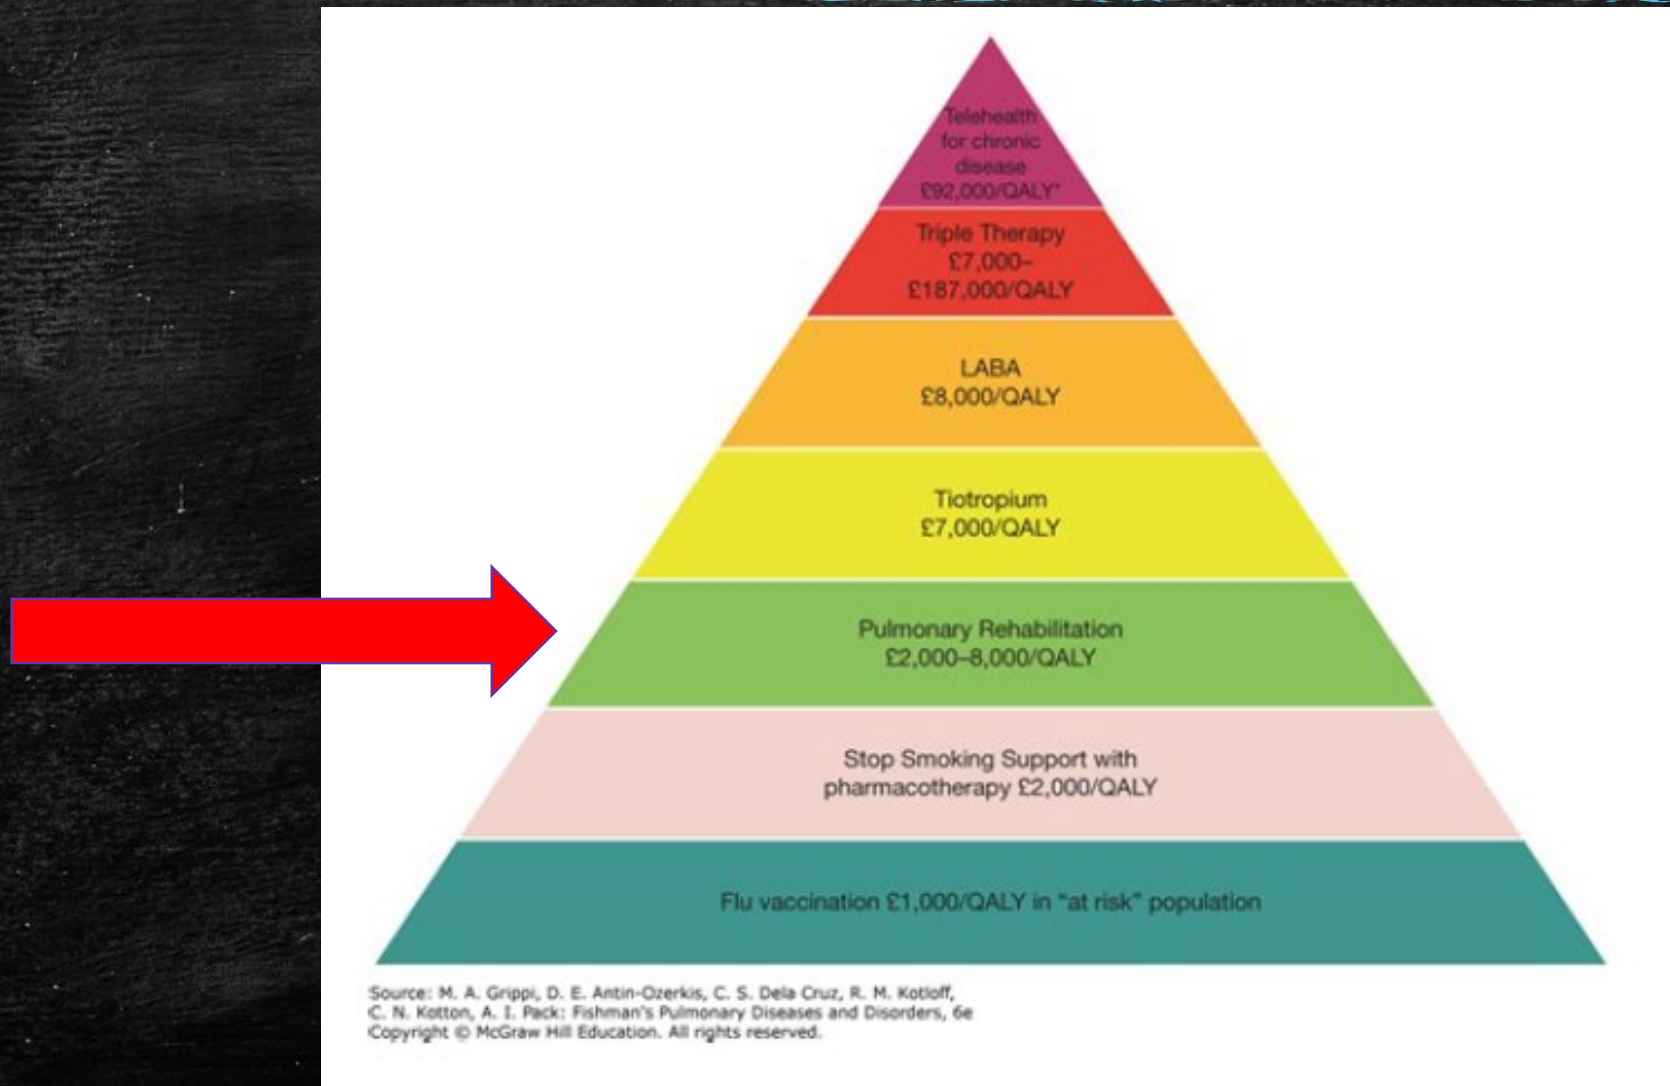 Telehealth
for chronic
disease
£92,000/QALY*
Triple Therapy
£7,000–
£187,000/QALY
LABA
£8,000/QALY
Tiotropium
£7,000/QALY
Pulmonary Rehabilitation
£2,000–8,000/QALY
Stop Smoking Support with
pharmacotherapy £2,000/QALY
Flu vaccination £1,000/QALY in “at risk” population
Source: M. A. Grippi, D. E. Antin-Ozerkis, C. S. Dela Cruz, R. M. Kotloff,
C. N. Kotton, A. I. Pack: Fishman's Pulmonary Diseases and Disorders, 6e
Copyright © McGraw Hill Education. All rights reserved.